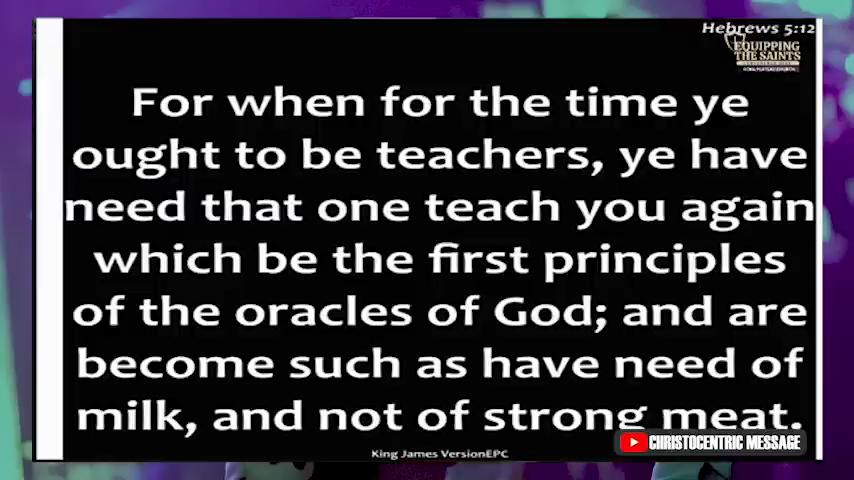 Hebrews 5:12
EQUIPPING
THE SAINTS
For when for the time ye
ought to be teachers, ye have
need that one teach you again
which be the first principles
of the oracles of God; and are
become such as have need of
milk, and not of strong meat.
CHRISTOCENTRIC MESSAGE
King James VersionEPC